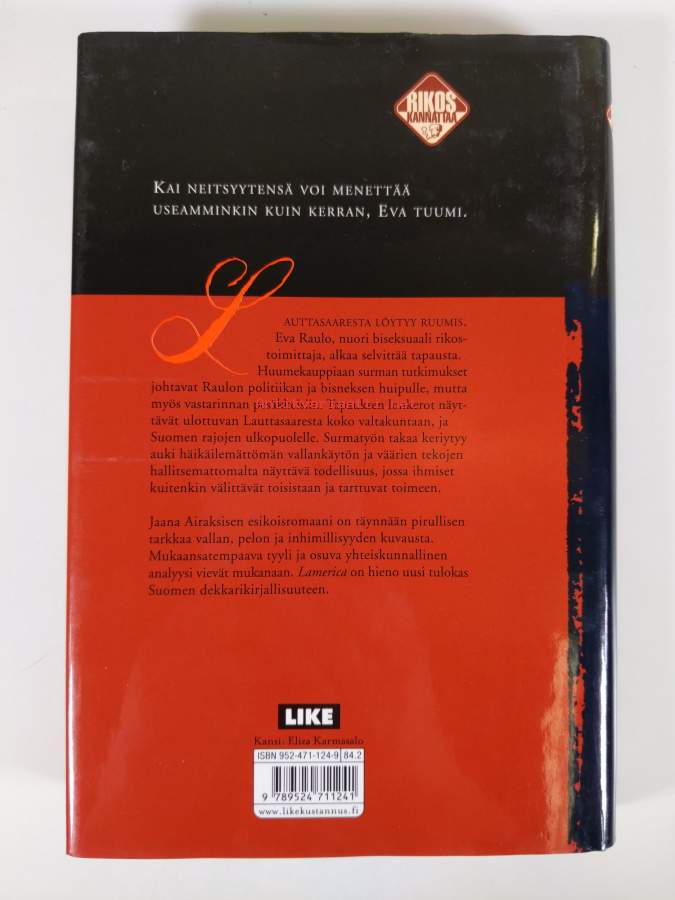 RIKOS
KANNATTAA
KAI NEITSYYTENSÄ VOI MENETTÄÄ
USEAMMINKIN KUIN KERRAN, EVA TUUMI.
LAUTTASAARESTA LÖYTYY RUUMIS.
Eva Raulo, nuori biseksuaali rikos-
toimittaja, alkaa selvittää tapausta.
Huumekauppiaan surman tutkimukset
johtavat Raulon politiikan ja bisneksen huipulle, mutta
myös vastarinnan
Tapauksen lonkerot näyt-
tävät ulottuvan Lauttasaaresta koko valtakuntaan, ja
Suomen rajojen ulkopuolelle. Surmatyön takaa keriytyy
auki häikäilemättömän vallankäytön ja väärien tekojen
hallitsemattomalta näyttävä todellisuus, jossa ihmiset
kuitenkin välittävät toisistaan ja tarttuvat toimeen.
Jaana Airaksisen esikoisromaani on täynnään pirullisen
tarkkaa vallan, pelon ja inhimillisyyden kuvausta.
Mukaansatempaava tyyli ja osuva yhteiskunnallinen
analyysi vievät mukanaan. Lamerica on hieno uusi tulokas
Suomen dekkarikirjallisuuteen.
LIKE
Kansi: Elira Karmasalo
ISBN 952-471-124-9 84.2
9 789524 711241
www.likekustannus.fi